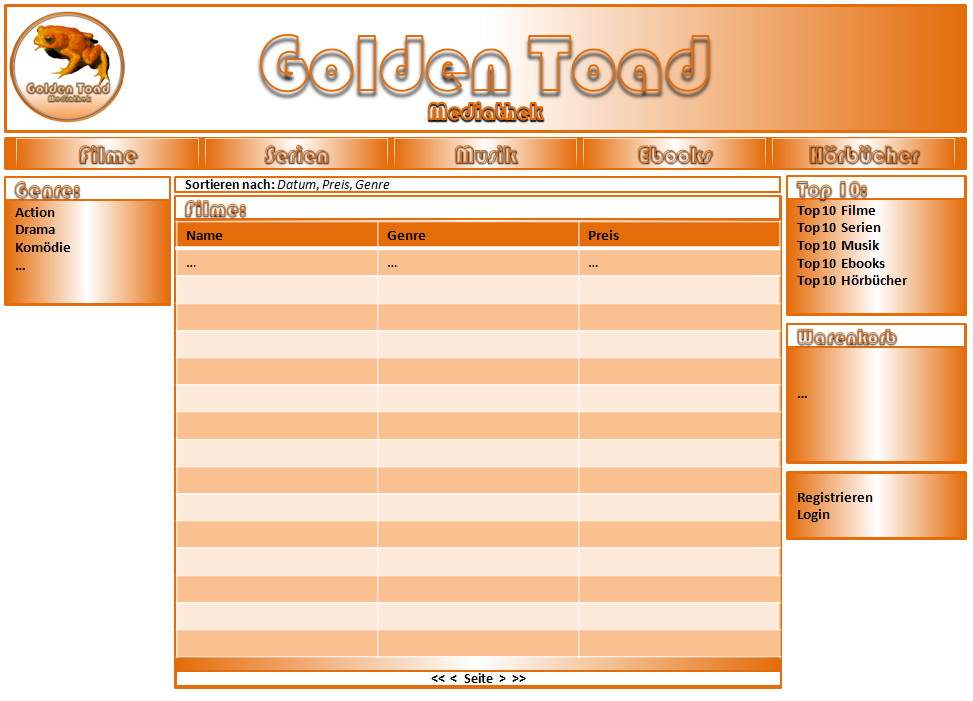 Golden Toad
Mediathek
Golden Toad
Mediathek
Filme Serien Musik Ebooks Hörbücher
Genre:
Action
Drama
Komödie
...
Sortieren nach: Datum, Preis, Genre
Filme:
Name Genre Preis
... ... ...
<< < Seite > >>
Top 10:
Top 10 Filme
Top 10 Serien
Top 10 Musik
Top 10 Ebooks
Top 10 Hörbücher
Warenkorb
...
Registrieren
Login